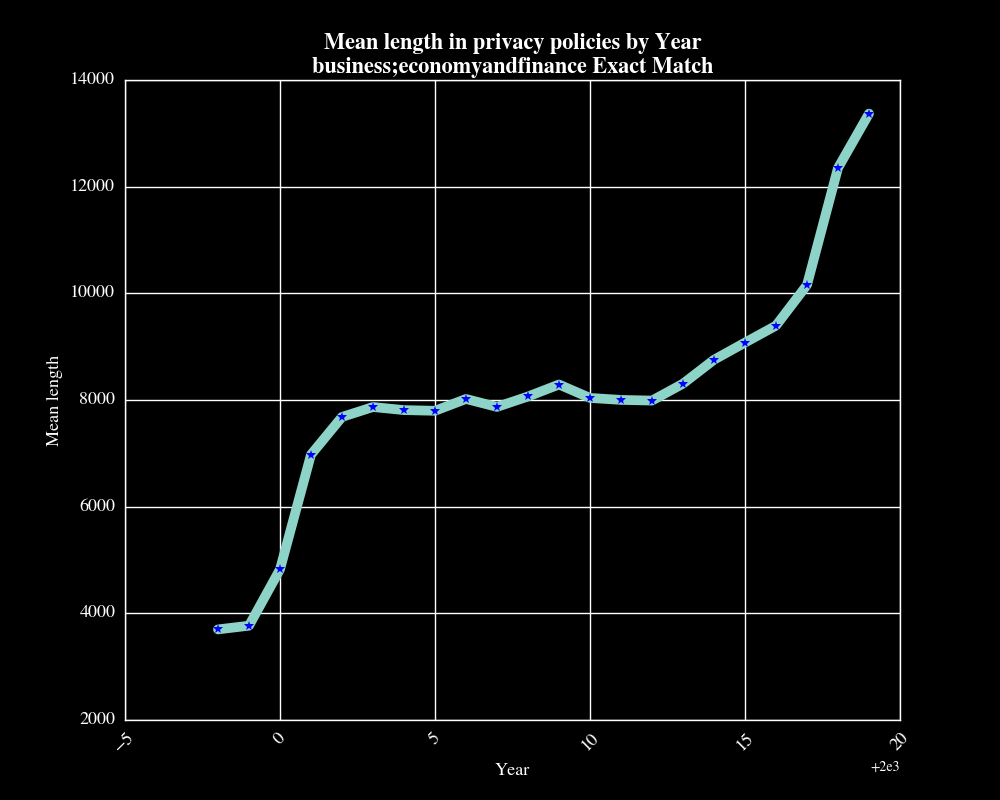 Mean length in privacy policies by Year
business;economyandfinance Exact Match
14000
12000
10000
8000
6000
4000
2000
Mean length
−5
0
5
10
15
20
Year
+2e3